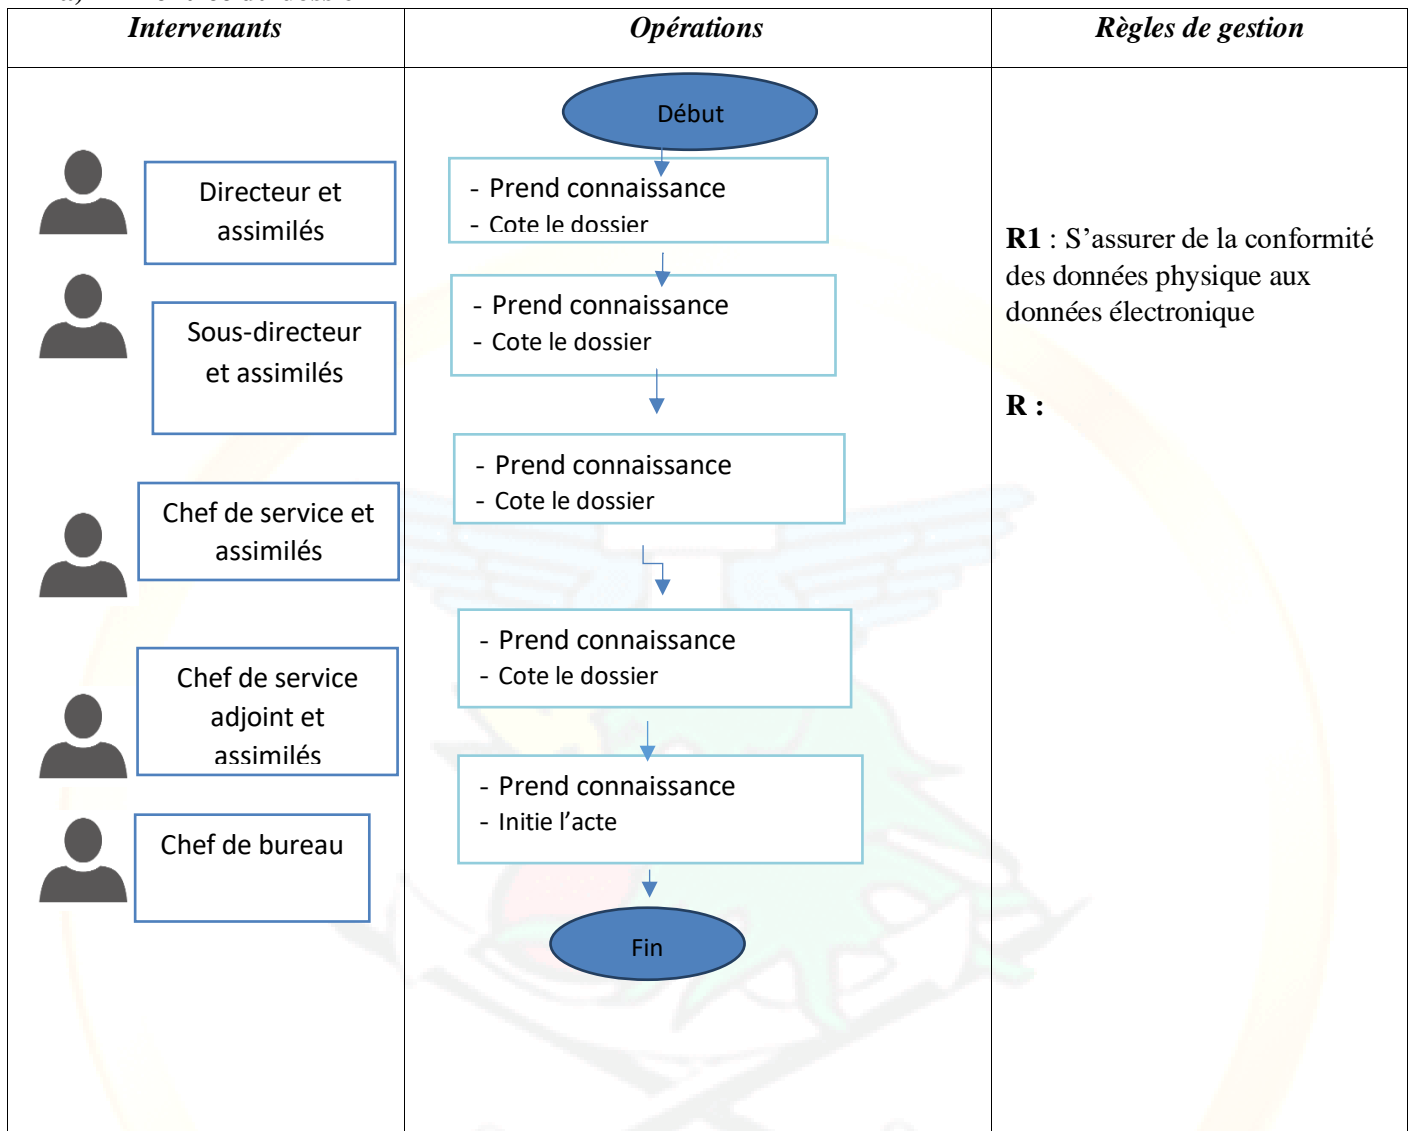 Intervenants
Opérations
Règles de gestion
Début
Directeur et
assimilés
- Prend connaissance
- Cote le dossier
R1 : S’assurer de la conformité
des données physique aux
données électronique
Sous-directeur
et assimilés
- Prend connaissance
- Cote le dossier
R :
Chef de service et
assimilés
- Prend connaissance
- Cote le dossier
Chef de service
adjoint et
assimilés
- Prend connaissance
- Cote le dossier
Chef de bureau
- Prend connaissance
- Initie l’acte
Fin